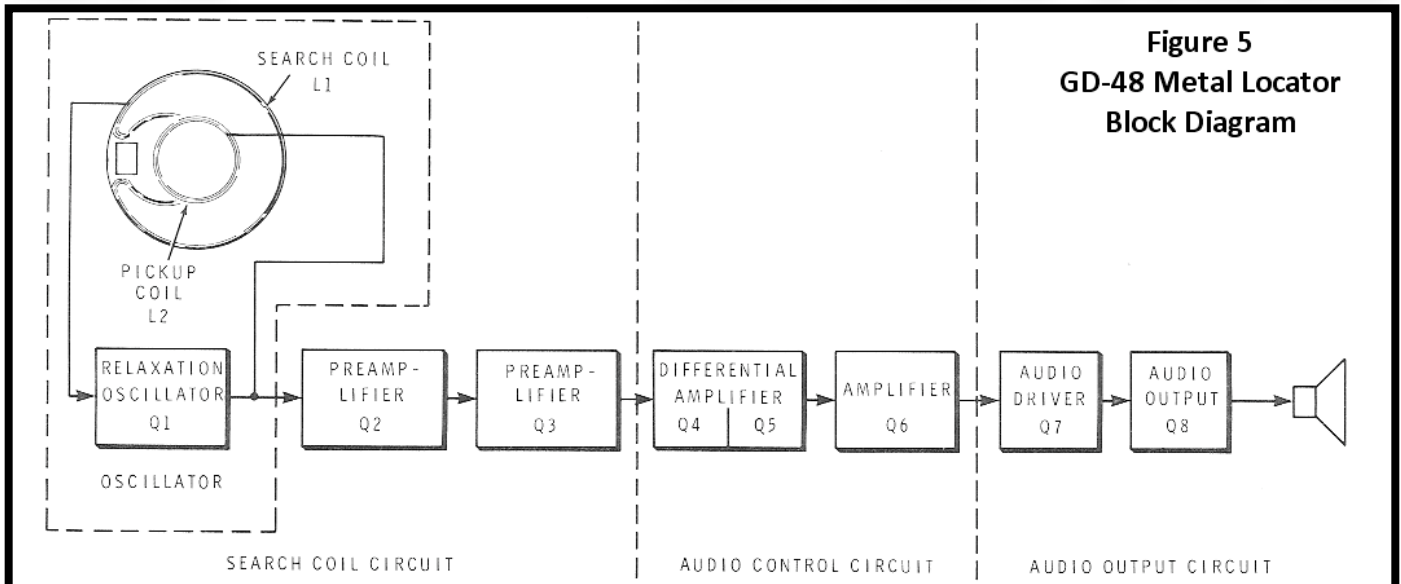 Figure 5
GD-48 Metal Locator
Block Diagram
SEARCH COIL
L1
PICKUP
COIL
L2
RELAXATION
OSCILLATOR
Q1
OSCILLATOR
PREAMP-
LIFIER
Q2
PREAMP-
LIFIER
Q3
DIFFERENTIAL
AMPLIFIER
Q4 Q5
AMPLIFIER
Q6
AUDIO
DRIVER
Q7
AUDIO
OUTPUT
Q8
SEARCH COIL CIRCUIT
AUDIO CONTROL CIRCUIT
AUDIO OUTPUT CIRCUIT